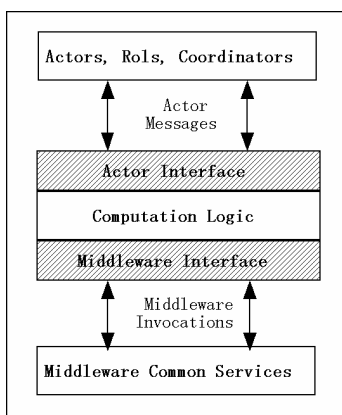 Actors, Rols, Coordinators
Actor
Messages
Actor Interface
Computation Logic
Middleware Interface
Middleware
Invocations
Middleware Common Services